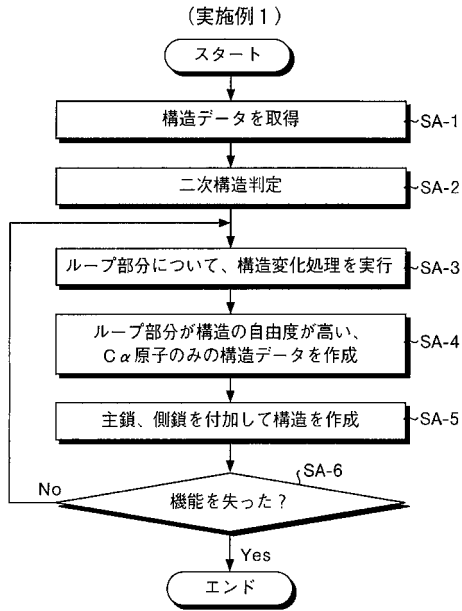 (実施例1)
スタート
構造データを取得
SA-1
二次構造判定
SA-2
ループ部分について、構造変化処理を実行
SA-3
ループ部分が構造の自由度が高い、
Cα原子のみの構造データを作成
SA-4
主鎖、側鎖を付加して構造を作成
SA-5
SA-6
機能を失った?
No
Yes
エンド